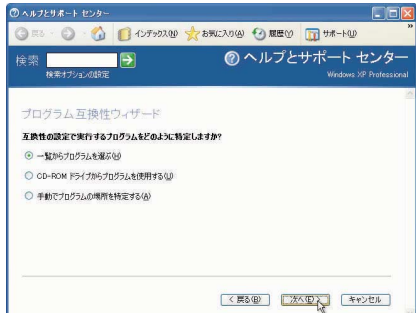 ヘルプとサポート センター
戻る インデックス(N) お気に入り(A) 履歴(Y) サポート(U) »
検索 ヘルプとサポート センター
検索オプションの設定 Windows XP Professional
プログラム互換性ウィザード
互換性の設定で実行するプログラムをどのように特定しますか?
一覧からプログラムを選ぶ(H)
CD-ROM ドライブからプログラムを使用する(U)
手動でプログラムの場所を特定する(A)
< 戻る(B) 次へ(E) > キャンセル